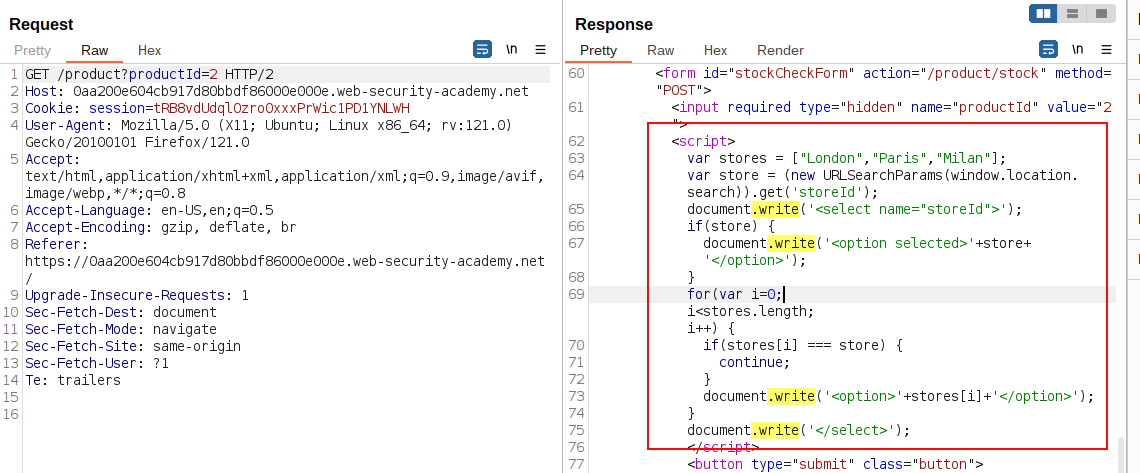 Request
Pretty Raw Hex
\n
1 GET /product?productId=2 HTTP/2
2 Host: 0aa200e604cb917d80bbdf86000e000e.web-security-academy.net
3 Cookie: session=tRB8vdUdqlOzroOxxxPrWic1PD1YNLWH
4 User-Agent: Mozilla/5.0 (X11; Ubuntu; Linux x86_64; rv:121.0)
Gecko/20100101 Firefox/121.0
5 Accept:
text/html,application/xhtml+xml,application/xml;q=0.9,image/avif,
image/webp,*/*;q=0.8
6 Accept-Language: en-US,en;q=0.5
7 Accept-Encoding: gzip, deflate, br
8 Referer:
https://0aa200e604cb917d80bbdf86000e000e.web-security-academy.net
/
9 Upgrade-Insecure-Requests: 1
10 Sec-Fetch-Dest: document
11 Sec-Fetch-Mode: navigate
12 Sec-Fetch-Site: same-origin
13 Sec-Fetch-User: ?1
14 Te: trailers
15
16
Response
Pretty Raw Hex Render
\n
60 <form id="stockCheckForm" action="/product/stock" method=
"POST">
61 <input required type="hidden" name="productId" value="2
">
62 <script>
63 var stores = ["London","Paris","Milan"];
64 var store = (new URLSearchParams(window.location.
search)).get('storeId');
65 document.write('<select name="storeId">');
66 if(store) {
67 document.write('<option selected>'+store+
'</option>');
68 }
69 for(var i=0;
i<stores.length;
i++) {
70 if(stores[i] === store) {
71 continue;
72 }
73 document.write('<option>'+stores[i]+'</option>');
74 }
75 document.write('</select>');
76 </script>
77 <button type="submit" class="button">